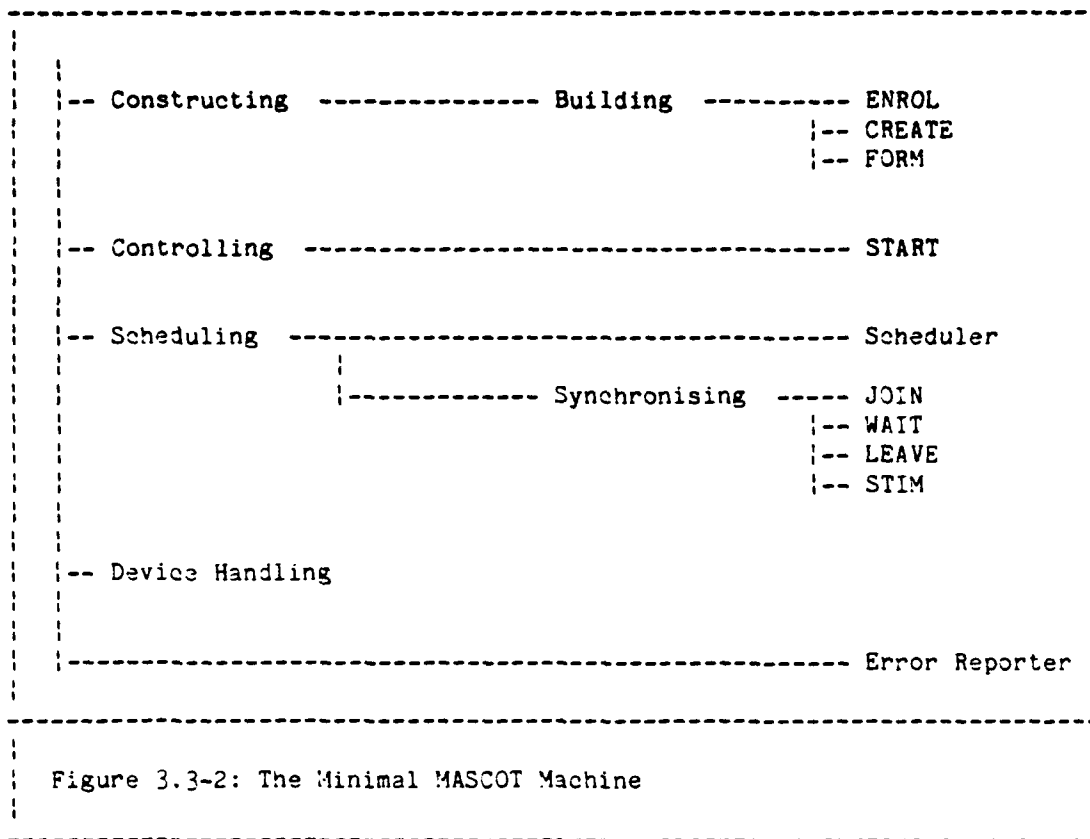 Constructing Building ENROL
CREATE
FORM
Controlling START
Scheduling Scheduler
Synchronising JOIN
WAIT
LEAVE
STIM
Device Handling
Error Reporter
Figure 3.3-2: The Minimal MASCOT Machine